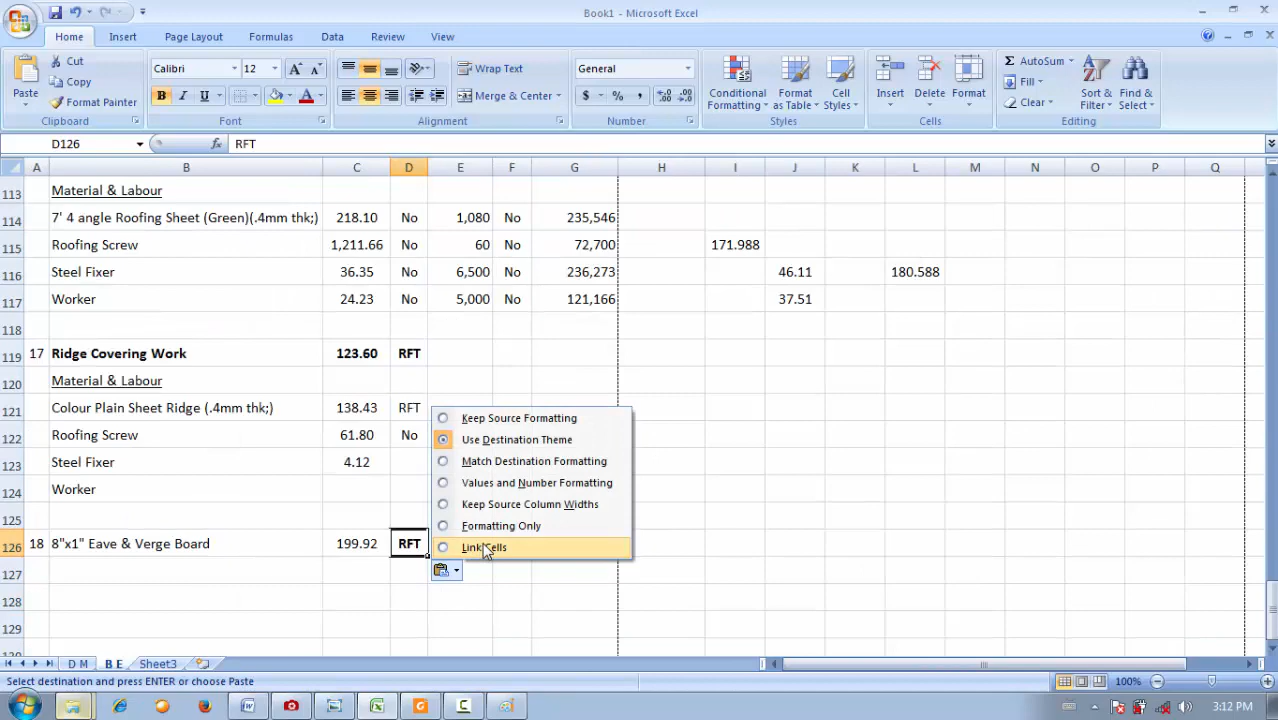 Book1 - Microsoft Excel
Home Insert Page Layout Formulas Data Review View
Paste Cut Copy Format Painter Clipboard
Calibri 12 A A B I U A Font
Wrap Text Merge & Center Alignment
General $ % , .0 .00 .00 .0 Number
Conditional Formatting Format as Table Cell Styles Styles
Insert Delete Format Cells
Σ AutoSum Fill Clear Sort & Filter Find & Select Editing
D126 fx RFT
A B C D E F G H I J K L M N O P Q
113 Material & Labour
114 7' 4 angle Roofing Sheet (Green)(.4mm thk;) 218.10 No 1,080 No 235,546
115 Roofing Screw 1,211.66 No 60 No 72,700 171.988
116 Steel Fixer 36.35 No 6,500 No 236,273 46.11 180.588
117 Worker 24.23 No 5,000 No 121,166 37.51
118
119 17 Ridge Covering Work 123.60 RFT
120 Material & Labour
121 Colour Plain Sheet Ridge (.4mm thk;) 138.43 RFT
122 Roofing Screw 61.80 No
123 Steel Fixer 4.12
124 Worker
125
126 18 8"x1" Eave & Verge Board 199.92 RFT
127
128
129
Keep Source Formatting
Use Destination Theme
Match Destination Formatting
Values and Number Formatting
Keep Source Column Widths
Formatting Only
Link Cells
D M B E Sheet3
Select destination and press ENTER or choose Paste 100%
3:12 PM